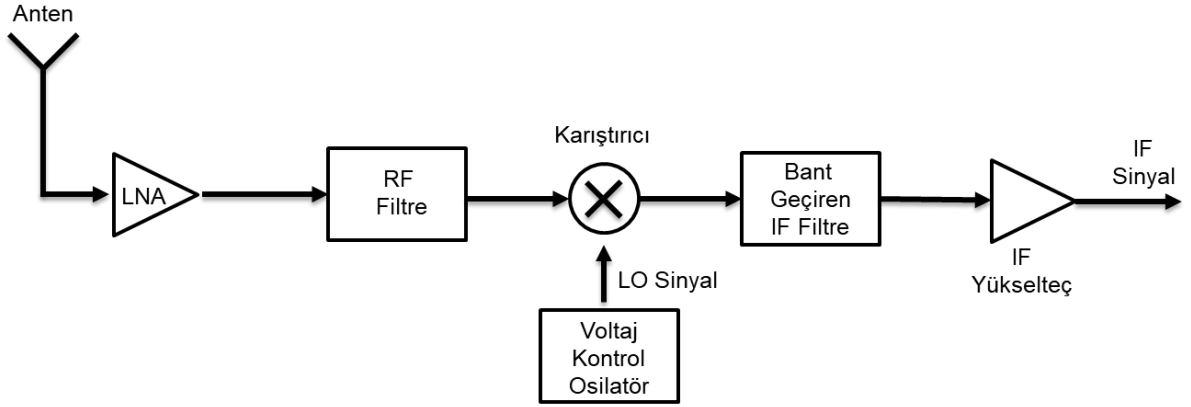 Anten
LNA
RF
Filtre
Karıştırıcı
LO Sinyal
Voltaj
Kontrol
Osilatör
Bant
Geçiren
IF Filtre
IF
Yükselteç
IF
Sinyal